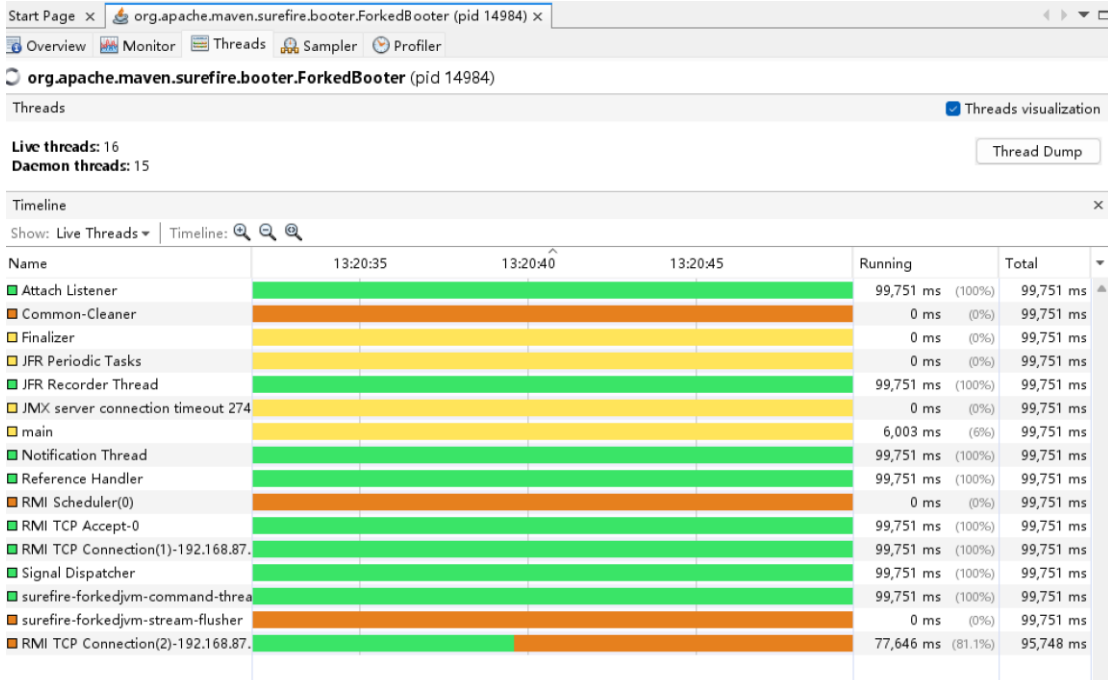 Start Page × org.apache.maven.surefire.booter.ForkedBooter (pid 14984) ×
Overview Monitor Threads Sampler Profiler
org.apache.maven.surefire.booter.ForkedBooter (pid 14984)
Threads Threads visualization
Live threads: 16 Thread Dump
Daemon threads: 15
Timeline ×
Show: Live Threads Timeline:
Name 13:20:35 13:20:40 13:20:45 Running Total
Attach Listener 99,751 ms (100%) 99,751 ms
Common-Cleaner 0 ms (0%) 99,751 ms
Finalizer 0 ms (0%) 99,751 ms
JFR Periodic Tasks 0 ms (0%) 99,751 ms
JFR Recorder Thread 99,751 ms (100%) 99,751 ms
JMX server connection timeout 274 0 ms (0%) 99,751 ms
main 6,003 ms (6%) 99,751 ms
Notification Thread 99,751 ms (100%) 99,751 ms
Reference Handler 99,751 ms (100%) 99,751 ms
RMI Scheduler(0) 0 ms (0%) 99,751 ms
RMI TCP Accept-0 99,751 ms (100%) 99,751 ms
RMI TCP Connection(1)-192.168.87. 99,751 ms (100%) 99,751 ms
Signal Dispatcher 99,751 ms (100%) 99,751 ms
surefire-forkedjvm-command-threa 99,751 ms (100%) 99,751 ms
surefire-forkedjvm-stream-flusher 0 ms (0%) 99,751 ms
RMI TCP Connection(2)-192.168.87. 77,646 ms (81.1%) 95,748 ms